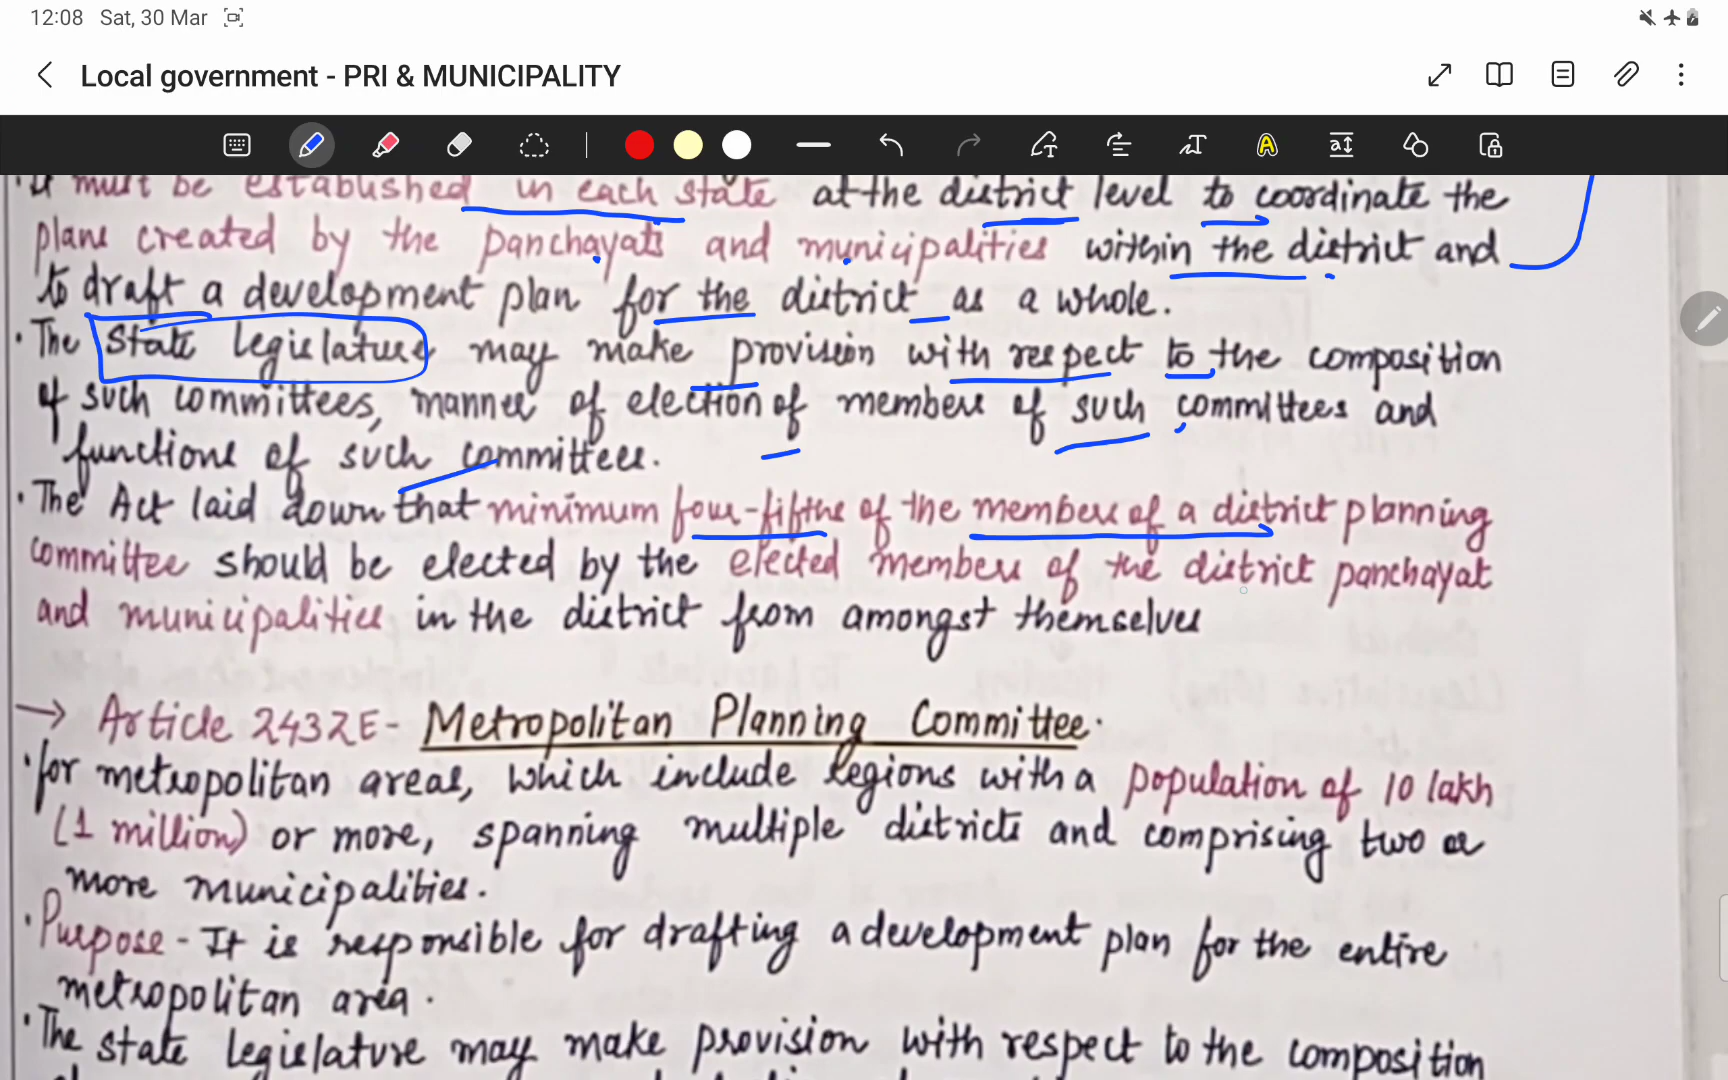 12:08 Sat, 30 Mar
Local government - PRI & MUNICIPALITY
It must be established in each state at the district level to coordinate the
plans created by the panchayats and municipalities within the district and
to draft a development plan for the district as a whole.
· The State legislature may make provision with respect to the composition
of such committees, manner of election of members of such committees and
functions of such committees.
· The Act laid down that minimum four-fifths of the members of a district planning
committee should be elected by the elected members of the district panchayat
and municipalities in the district from amongst themselves
→ Article 243ZE- Metropolitan Planning Committee.
· for metropolitan areas, which include regions with a population of 10 lakh
(1 million) or more, spanning multiple districts and comprising two or
more municipalities.
· Purpose - It is responsible for drafting a development plan for the entire
metropolitan area.
· The state legislature may make provision with respect to the composition